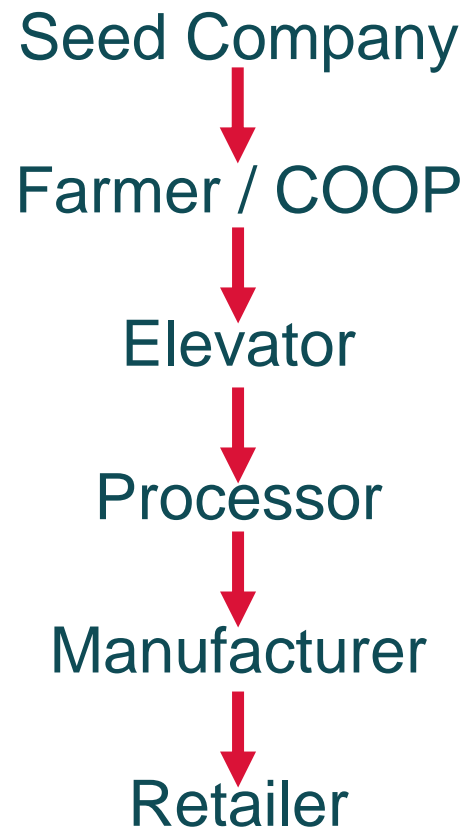 Seed Company
Farmer / COOP
Elevator
Processor
Manufacturer
Retailer